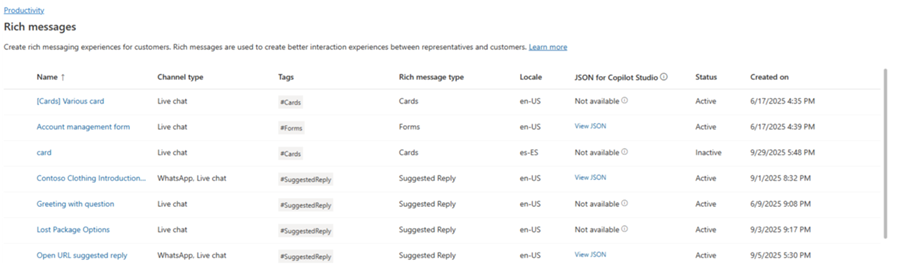 Productivity
Rich messages
Create rich messaging experiences for customers. Rich messages are used to create better interaction experiences between representatives and customers. Learn more
Name ↑ Channel type Tags Rich message type Locale JSON for Copilot Studio Status Created on
[Cards] Various card Live chat #Cards Cards en-US Not available Active 6/17/2025 4:35 PM
Account management form Live chat #Forms Forms en-US View JSON Active 6/17/2025 4:39 PM
card Live chat #Cards Cards es-ES Not available Inactive 9/29/2025 5:48 PM
Contoso Clothing Introduction... WhatsApp, Live chat #SuggestedReply Suggested Reply en-US View JSON Active 9/1/2025 8:32 PM
Greeting with question Live chat #SuggestedReply Suggested Reply en-US Not available Active 6/9/2025 9:08 PM
Lost Package Options Live chat #SuggestedReply Suggested Reply en-US Not available Active 9/3/2025 9:17 PM
Open URL suggested reply WhatsApp, Live chat #SuggestedReply Suggested Reply en-US View JSON Active 9/5/2025 5:30 PM